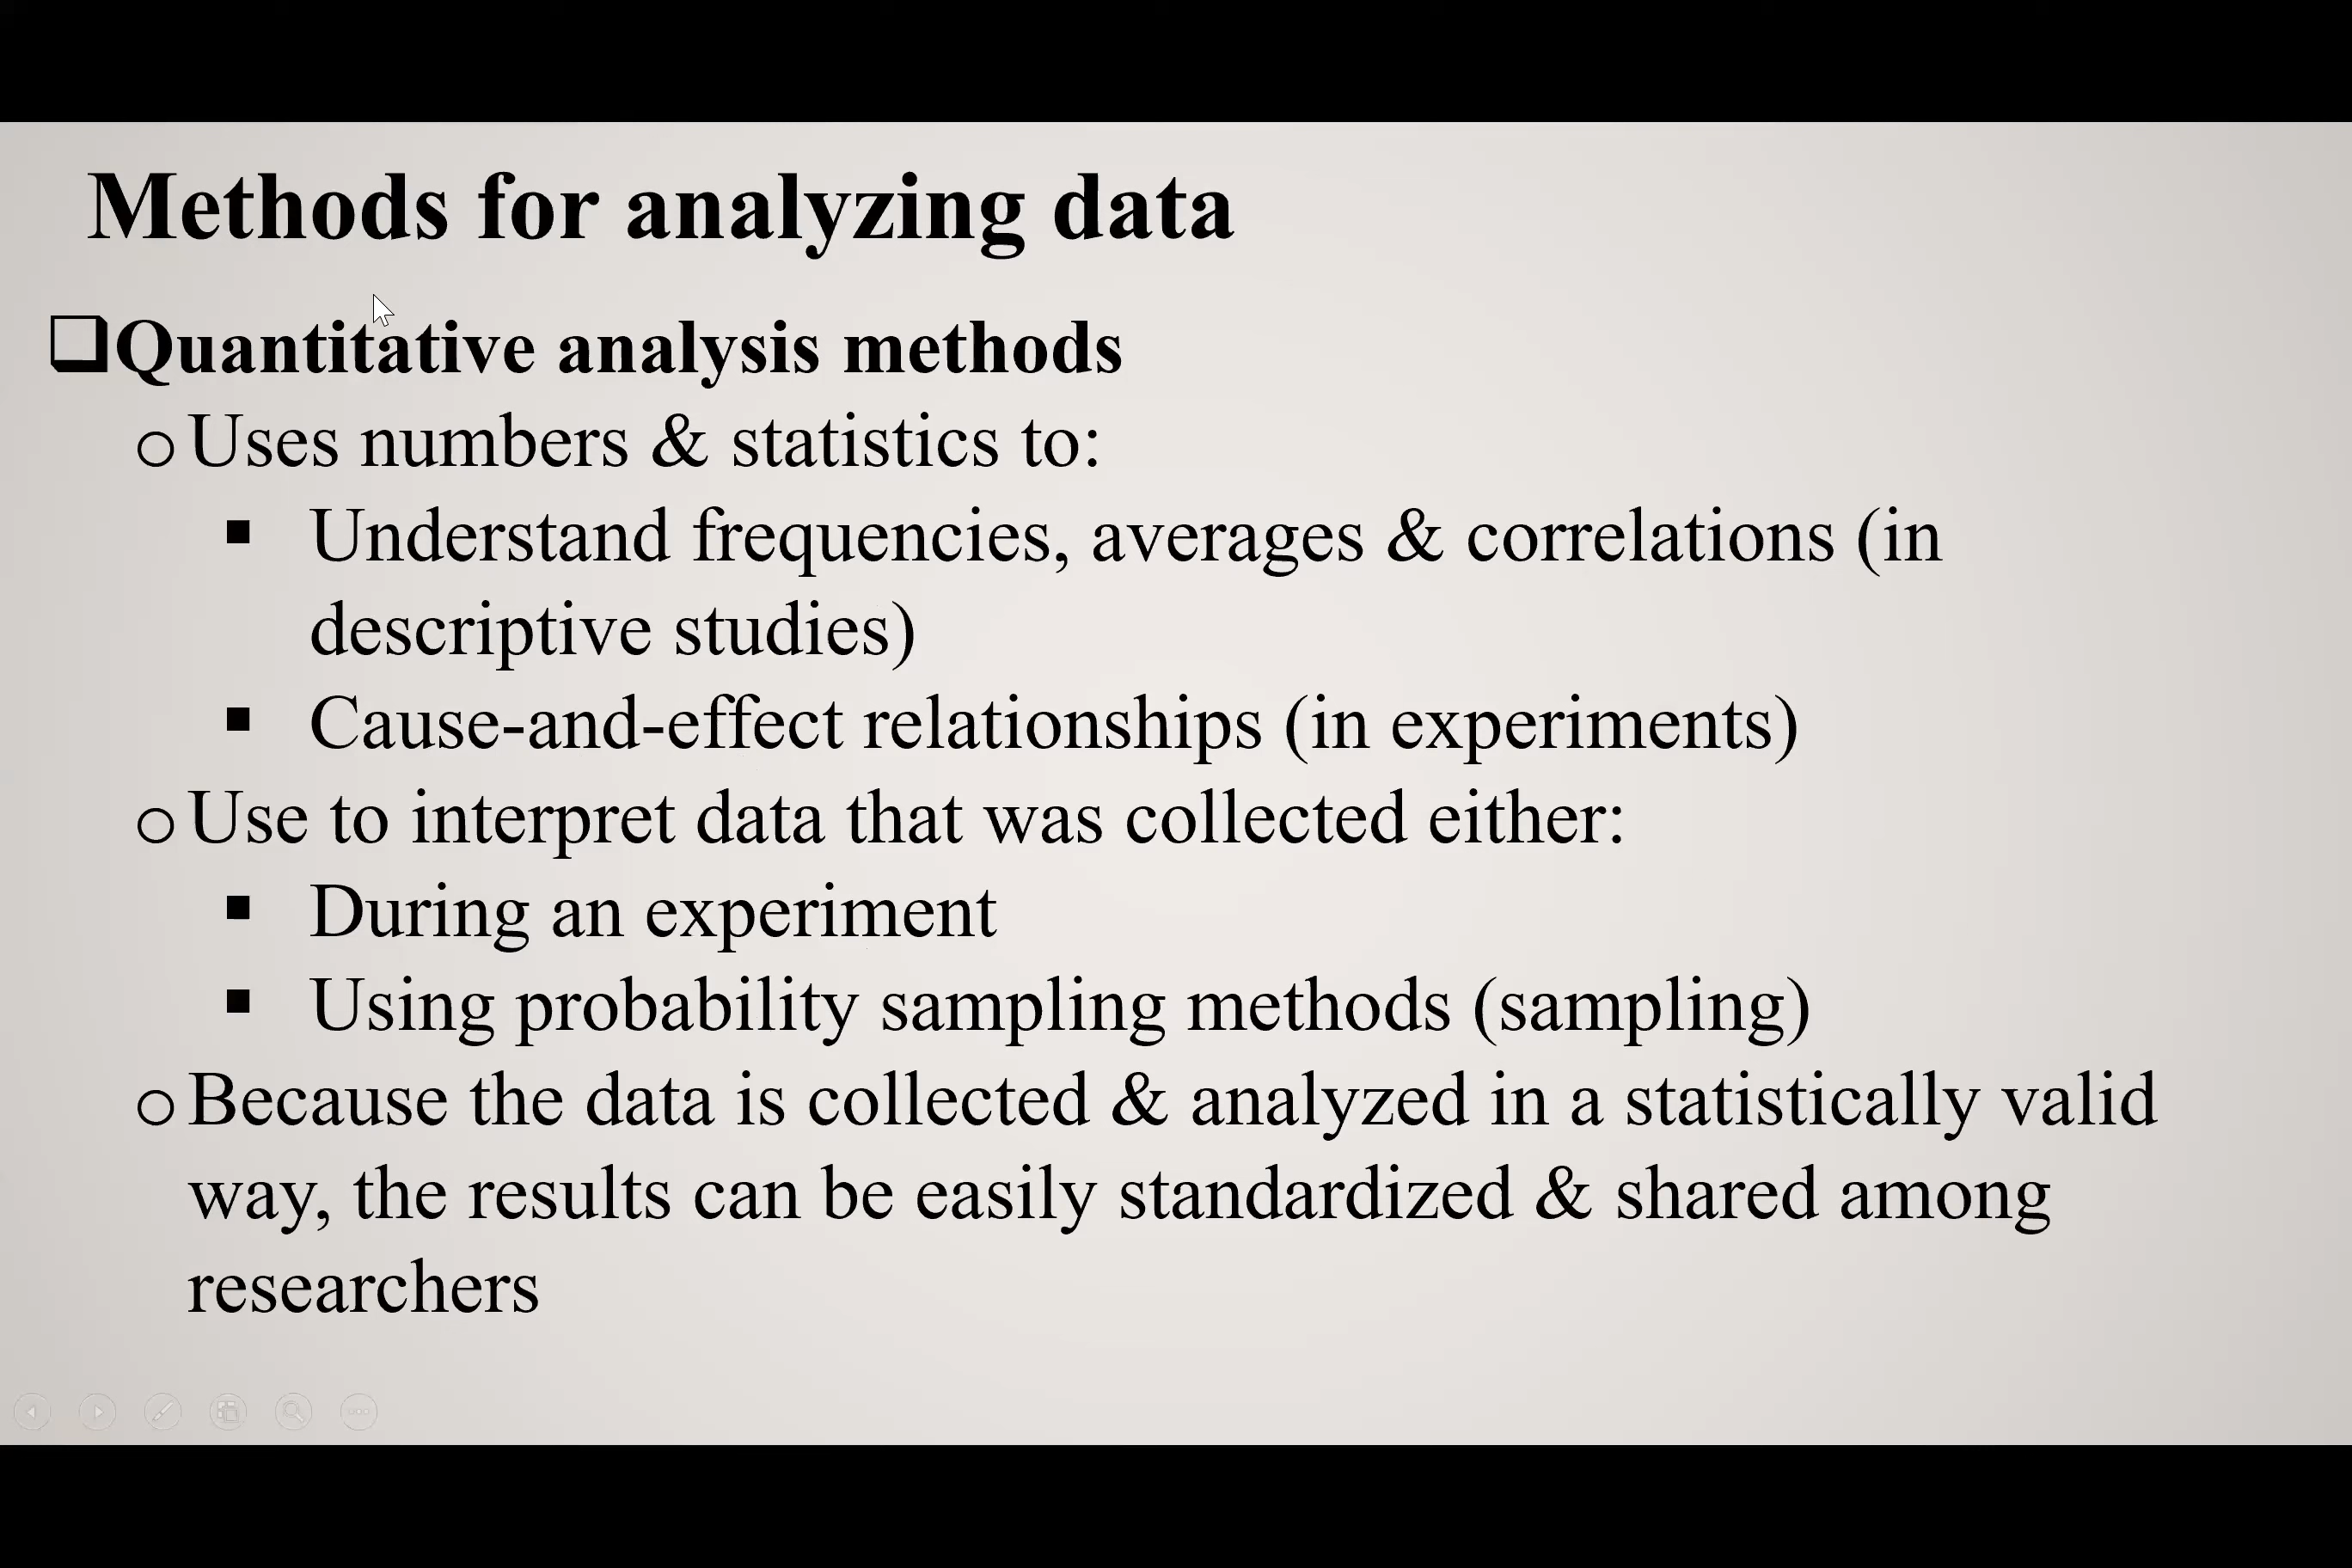 Methods for analyzing data
❑Quantitative analysis methods
o Uses numbers & statistics to:
▪ Understand frequencies, averages & correlations (in
descriptive studies)
▪ Cause-and-effect relationships (in experiments)
o Use to interpret data that was collected either:
▪ During an experiment
▪ Using probability sampling methods (sampling)
o Because the data is collected & analyzed in a statistically valid
way, the results can be easily standardized & shared among
researchers